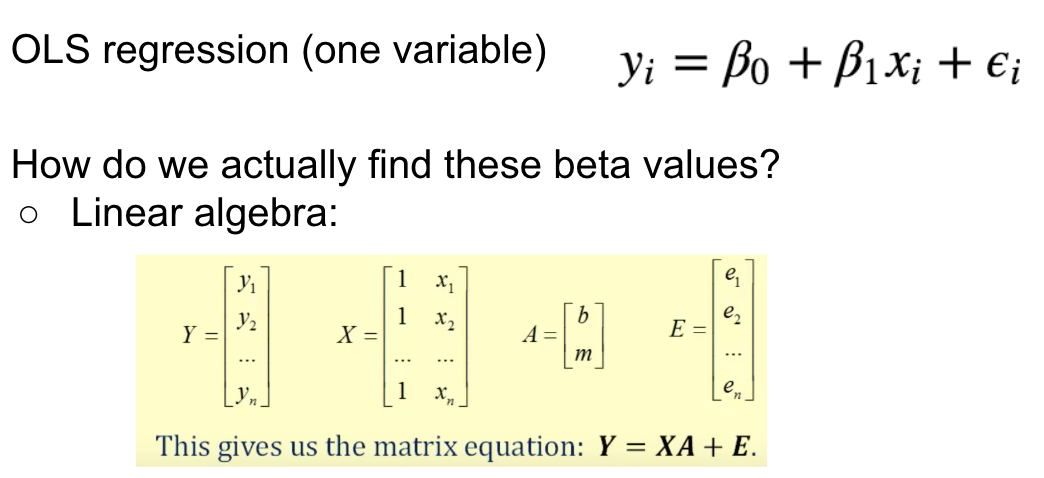 OLS regression (one variable) yᵢ = β₀ + β₁xᵢ + ϵᵢ
How do we actually find these beta values?
○ Linear algebra:
Y = [y₁ y₂ ... yₙ] X = [1 x₁ 1 x₂ ... ... 1 xₙ] A = [b m] E = [e₁ e₂ ... eₙ]
This gives us the matrix equation: Y = XA + E.